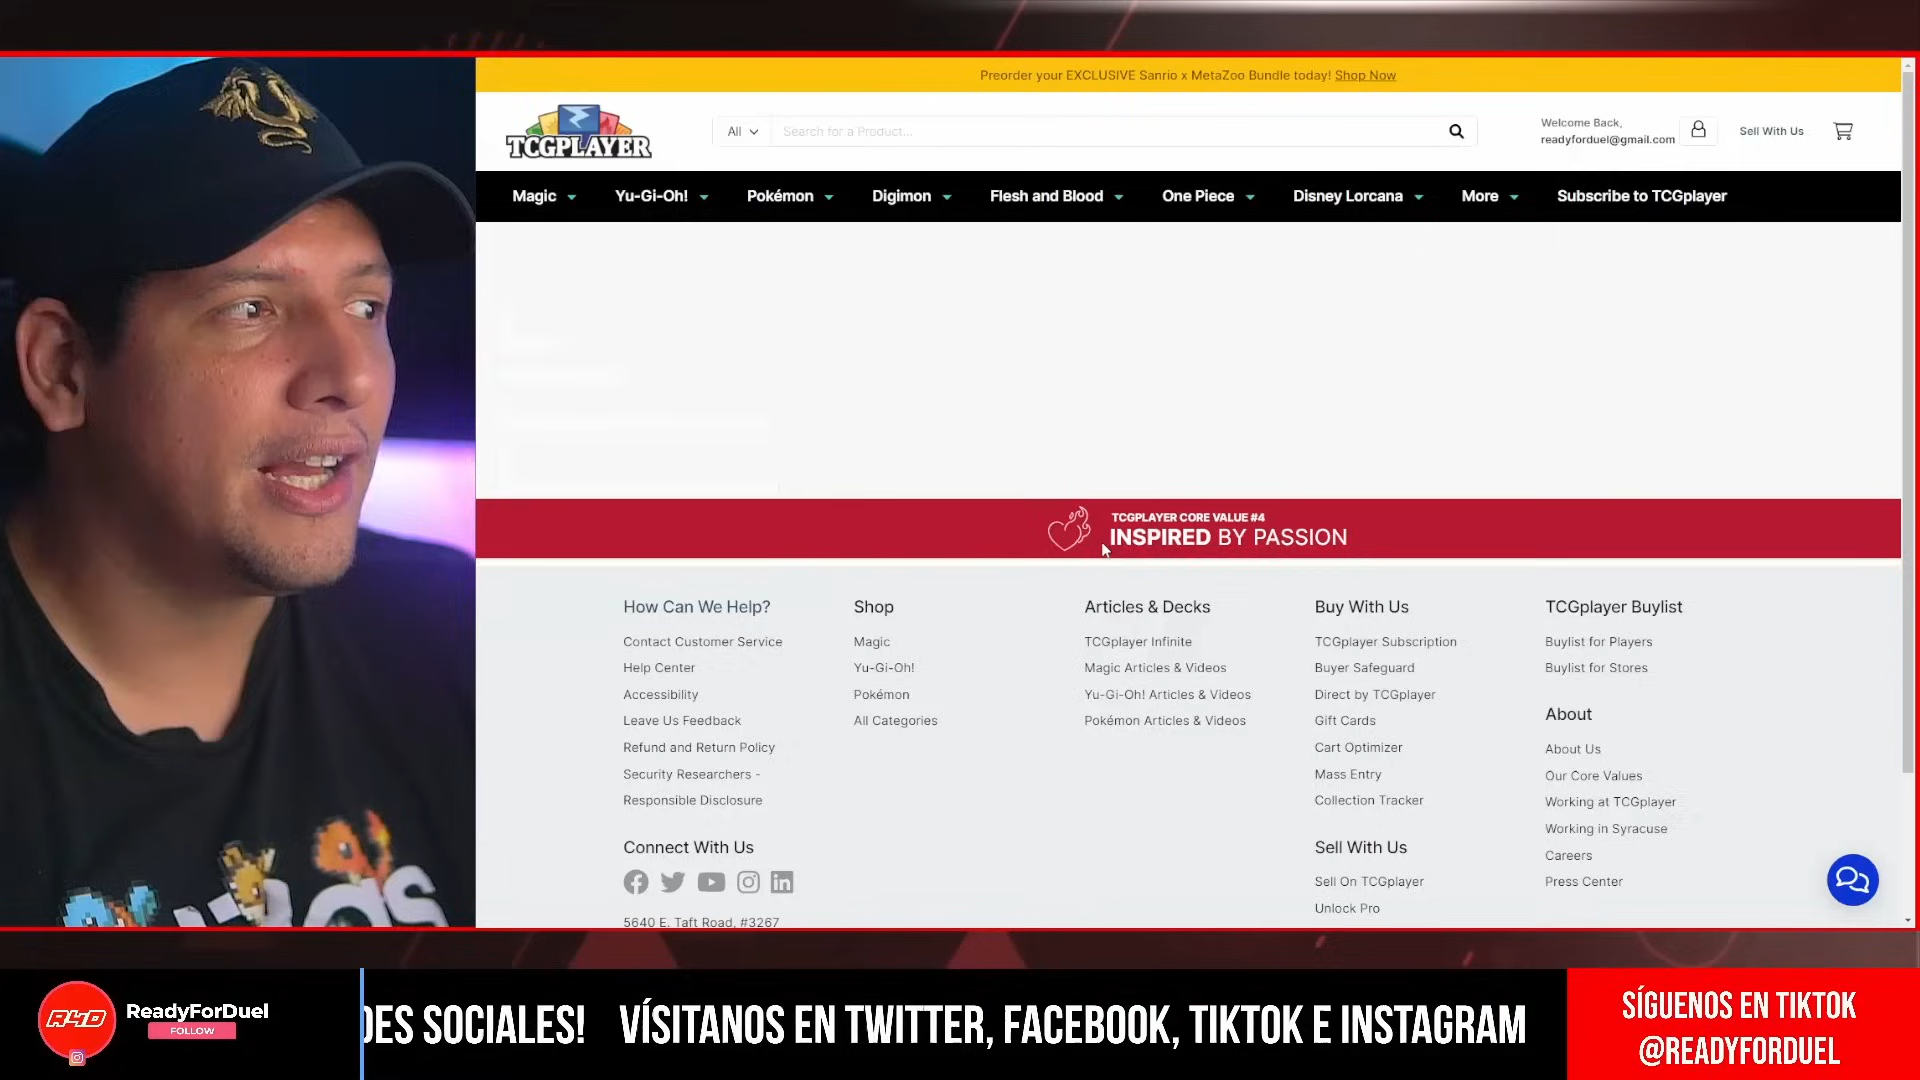 Preorder your EXCLUSIVE Sanrio x MetaZoo Bundle today! Shop Now
TCGPLAYER
All
Search for a Product...
Welcome Back,
readyforduel@gmail.com
Sell With Us
Magic
Yu-Gi-Oh!
Pokémon
Digimon
Flesh and Blood
One Piece
Disney Lorcana
More
Subscribe to TCGplayer
TCGPLAYER CORE VALUE #4
INSPIRED BY PASSION
How Can We Help?
Contact Customer Service
Help Center
Accessibility
Leave Us Feedback
Refund and Return Policy
Security Researchers -
Responsible Disclosure
Connect With Us
5640 E. Taft Road, #3267
Shop
Magic
Yu-Gi-Oh!
Pokémon
All Categories
Articles & Decks
TCGplayer Infinite
Magic Articles & Videos
Yu-Gi-Oh! Articles & Videos
Pokémon Articles & Videos
Buy With Us
TCGplayer Subscription
Buyer Safeguard
Direct by TCGplayer
Gift Cards
Cart Optimizer
Mass Entry
Collection Tracker
Sell With Us
Sell On TCGplayer
Unlock Pro
TCGplayer Buylist
Buylist for Players
Buylist for Stores
About
About Us
Our Core Values
Working at TCGplayer
Working in Syracuse
Careers
Press Center
R4D
ReadyForDuel
FOLLOW
DES SOCIALES! VÍSITANOS EN TWITTER, FACEBOOK, TIKTOK E INSTAGRAM
SÍGUENOS EN TIKTOK
@READYFORDUEL